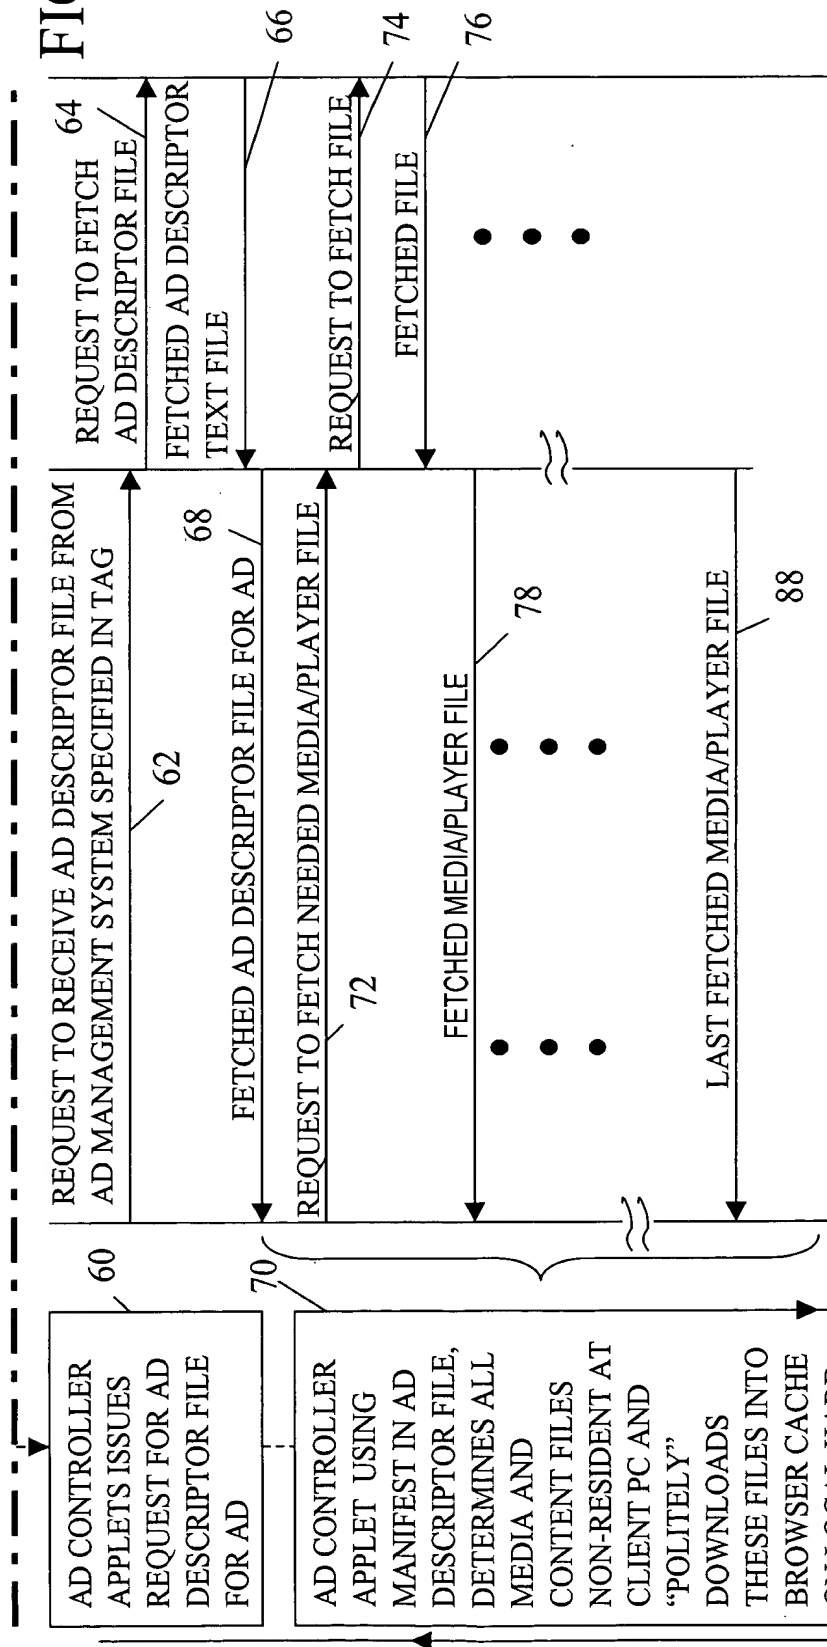 FIG
AD CONTROLLER
APPLETS ISSUES
REQUEST FOR AD
DESCRIPTOR FILE
FOR AD
60
REQUEST TO RECEIVE AD DESCRIPTOR FILE FROM
AD MANAGEMENT SYSTEM SPECIFIED IN TAG
62
REQUEST TO FETCH
AD DESCRIPTOR FILE
64
FETCHED AD DESCRIPTOR
TEXT FILE
66
68
FETCHED AD DESCRIPTOR FILE FOR AD
70
AD CONTROLLER
APPLET USING
MANIFEST IN AD
DESCRIPTOR FILE,
DETERMINES ALL
MEDIA AND
CONTENT FILES
NON-RESIDENT AT
CLIENT PC AND
“POLITELY”
DOWNLOADS
THESE FILES INTO
BROWSER CACHE
REQUEST TO FETCH NEEDED MEDIA/PLAYER FILE
72
REQUEST TO FETCH FILE
74
FETCHED FILE
76
FETCHED MEDIA/PLAYER FILE
78
LAST FETCHED MEDIA/PLAYER FILE
88